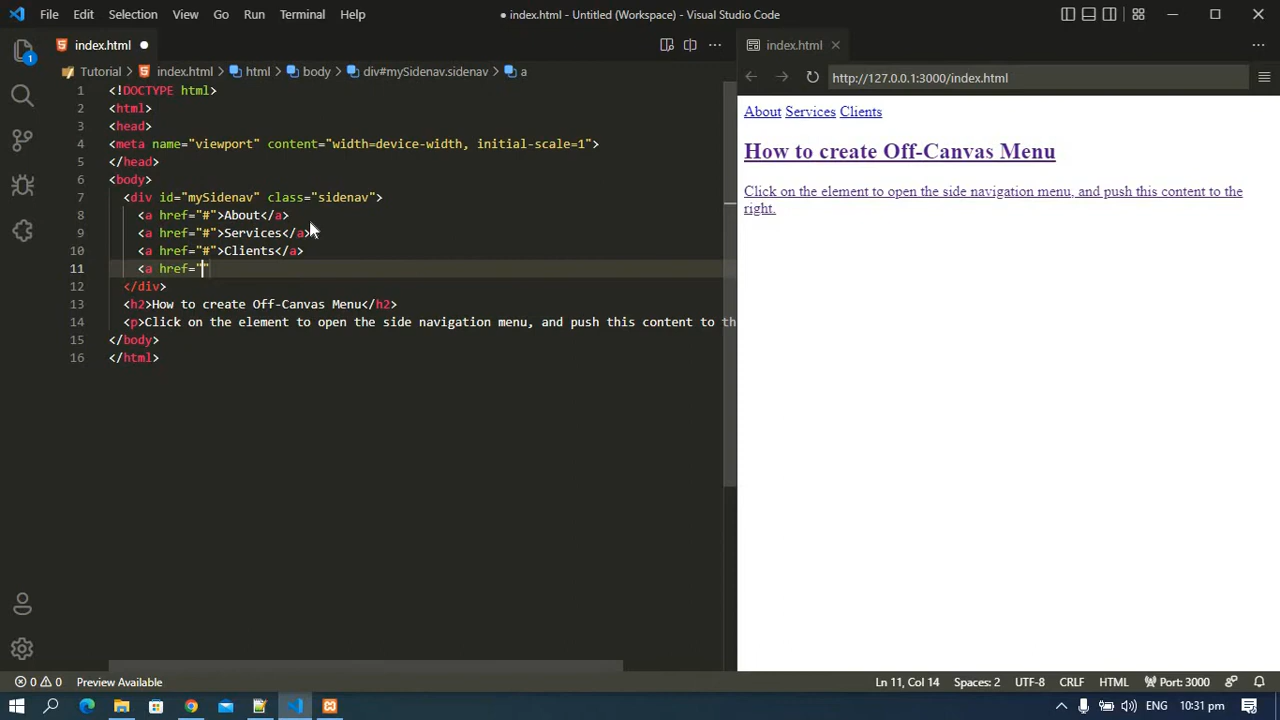 File Edit Selection View Go Run Terminal Help
● index.html - Untitled (Workspace) - Visual Studio Code
index.html
index.html
1
Tutorial > index.html > html > body > div#mySidenav.sidenav > a
http://127.0.0.1:3000/index.html
1 <!DOCTYPE html>
2 <html>
3 <head>
4 <meta name="viewport" content="width=device-width, initial-scale=1">
5 </head>
6 <body>
7 <div id="mySidenav" class="sidenav">
8 <a href="#">About</a>
9 <a href="#">Services</a>
10 <a href="#">Clients</a>
11 <a href=""
12 </div>
13 <h2>How to create Off-Canvas Menu</h2>
14 <p>Click on the element to open the side navigation menu, and push this content to th
15 </body>
16 </html>
About Services Clients
How to create Off-Canvas Menu
Click on the element to open the side navigation menu, and push this content to the
right.
0 0 Preview Available
Ln 11, Col 14 Spaces: 2 UTF-8 CRLF HTML Port: 3000
ENG 10:31 pm